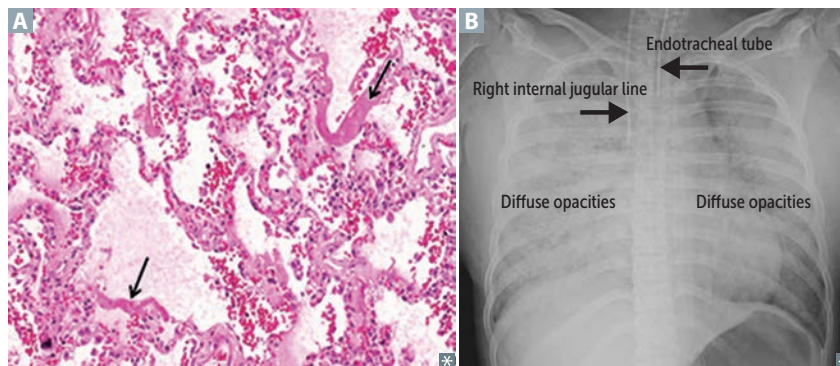 A
B
Endotracheal tube
Right internal jugular line
Diffuse opacities
Diffuse opacities